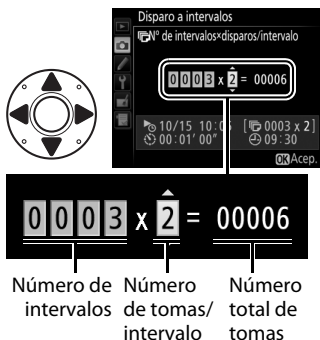 Disparo a intervalos
Nº de intervalos×disparos/intervalo
0003 x 2 = 00006
10/15 10:0 [ 0003 x 2]
00:01' 00" 09:30
OK Acep.
0003 x 2 = 00006
Número de intervalos
Número de tomas/ intervalo
Número total de tomas